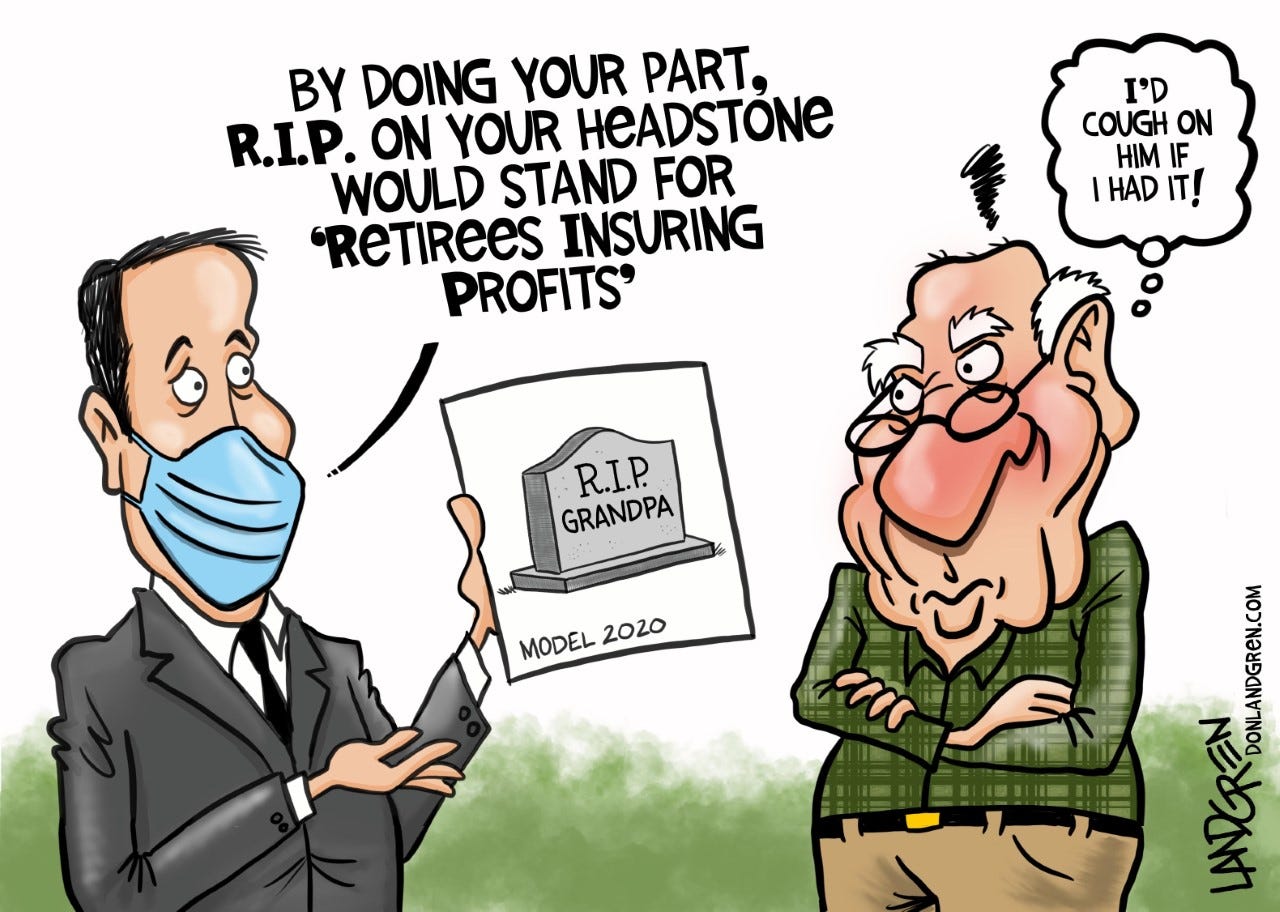 BY DOING YOUR PART,
R.I.P. ON YOUR HEADSTONE
WOULD STAND FOR
‘RETIREES INSURING
PROFITS’
I'D
COUGH ON
HIM IF
I HAD IT!
R.I.P.
GRANDPA
MODEL 2020
LANDGREN
DONLANDGREN.COM